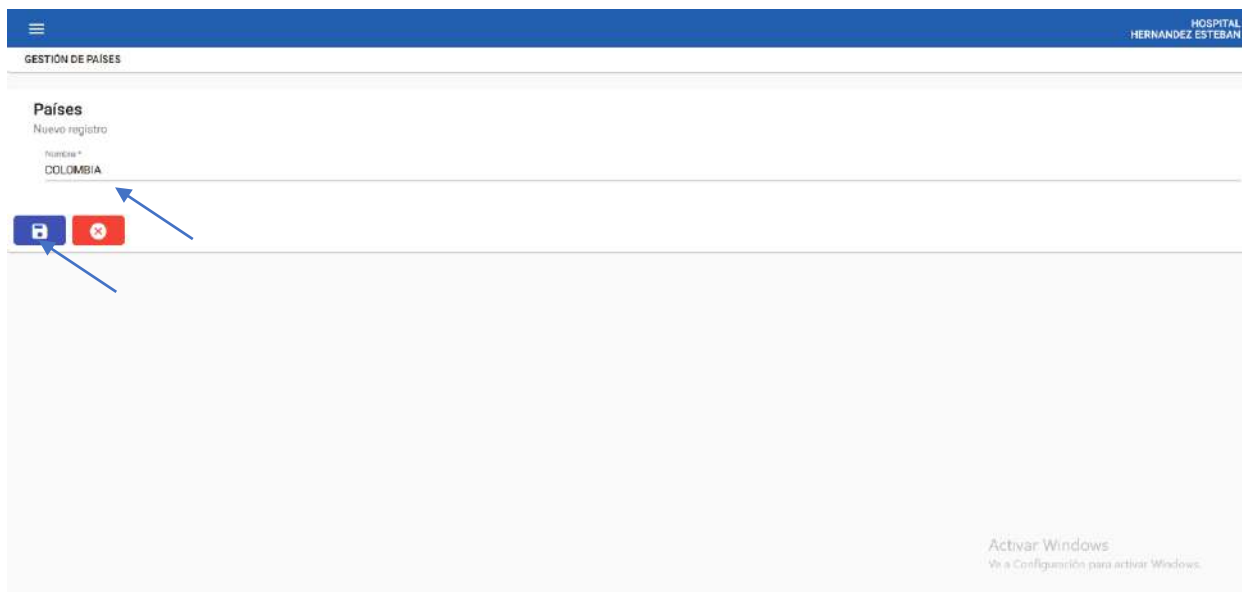 HOSPITAL
HERNANDEZ ESTEBAN
GESTIÓN DE PAÍSES
Países
Nuevo registro
Nombre *
COLOMBIA
Activar Windows
Ve a Configuración para activar Windows.